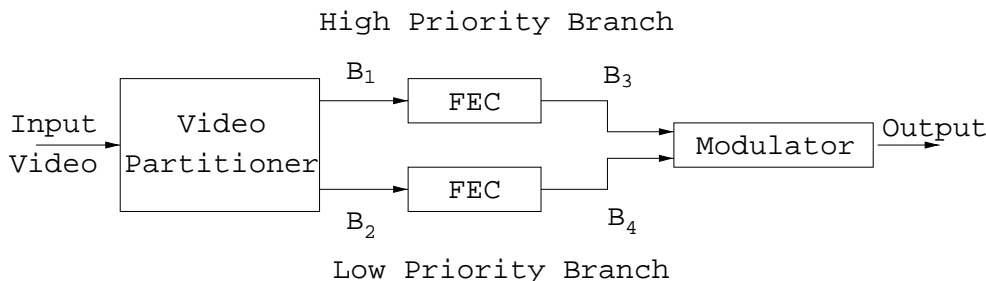 High Priority Branch
B1
B3
FEC
Input
Video
Video
Partitioner
Modulator
Output
FEC
B2
B4
Low Priority Branch